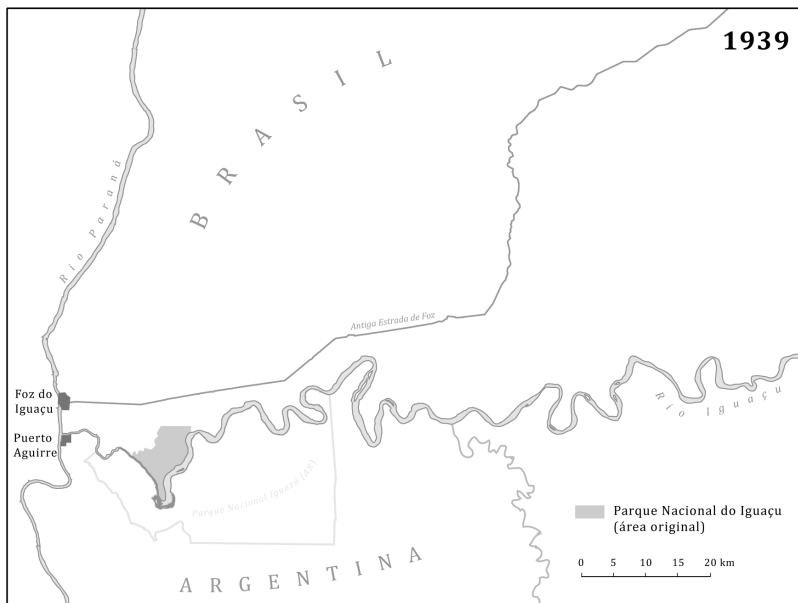 1939
BRASIL
Rio Paraná
Antiga Estrada de Foz
Foz do
Iguaçu
Puerto
Aguirre
Rio Iguaçu
Parque Nacional Iguazú (AR)
Parque Nacional do Iguaçu
(área original)
0 5 10 15 20 km
ARGENTINA